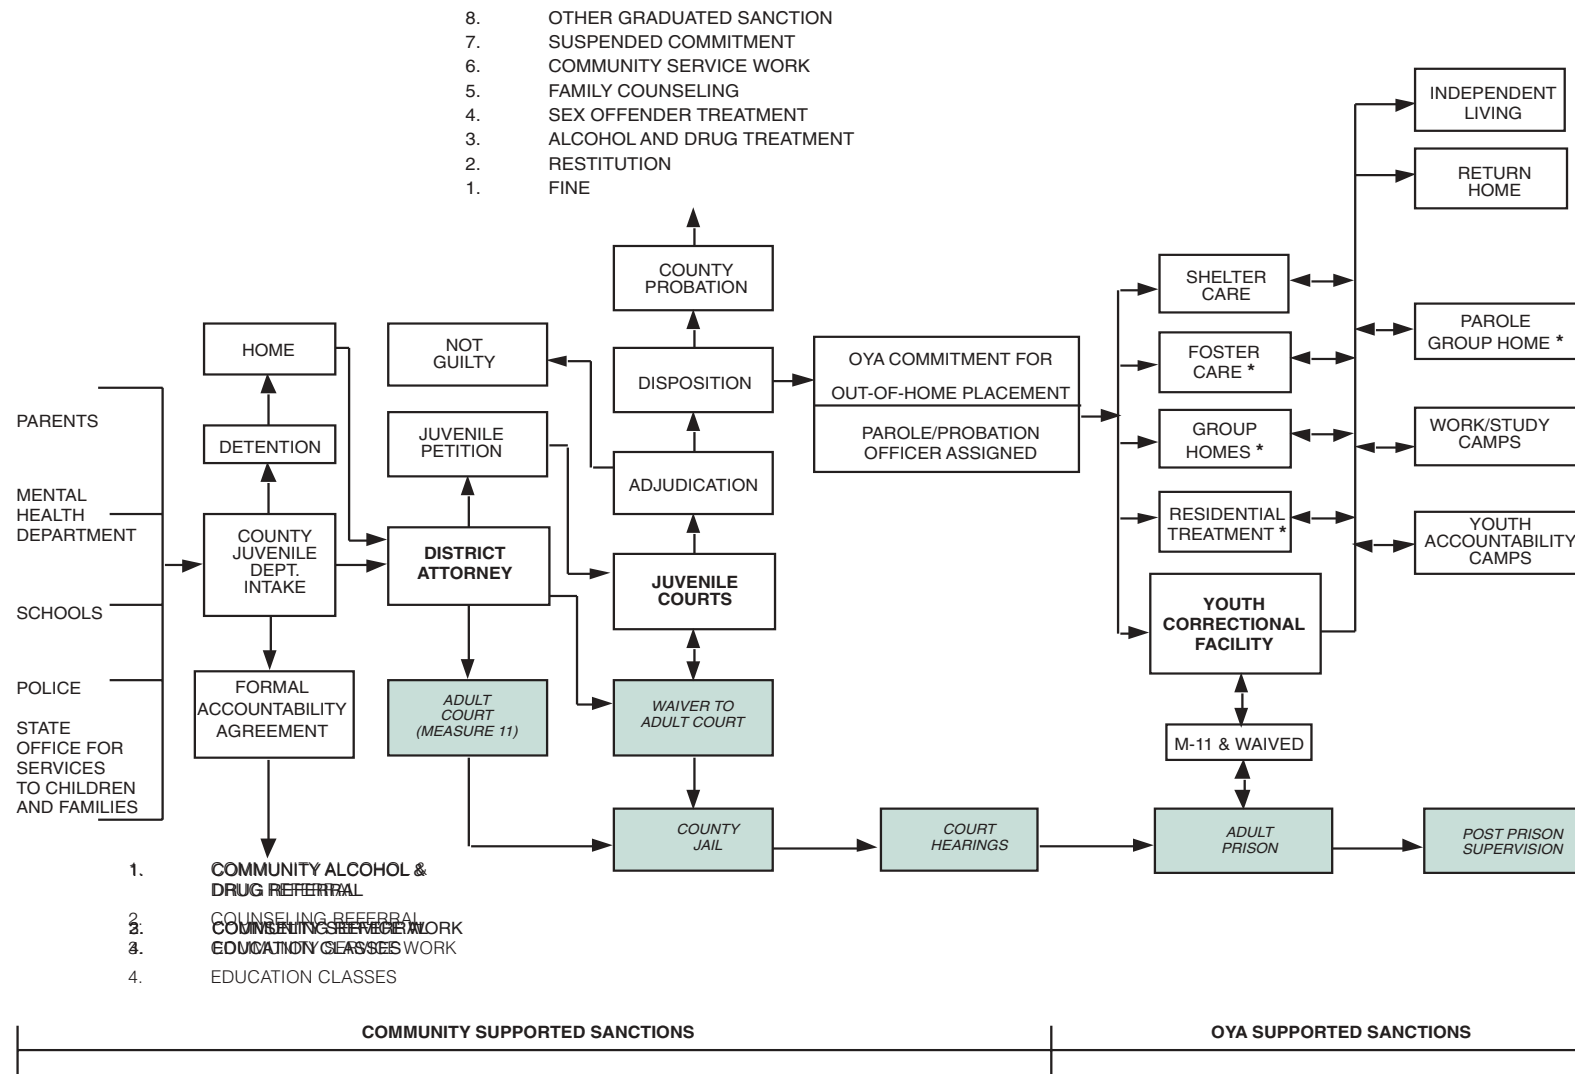 8. OTHER GRADUATED SANCTION
7. SUSPENDED COMMITMENT
6. COMMUNITY SERVICE WORK
5. FAMILY COUNSELING
4. SEX OFFENDER TREATMENT
3. ALCOHOL AND DRUG TREATMENT
2. RESTITUTION
1. FINE
PARENTS
MENTAL
HEALTH
DEPARTMENT
SCHOOLS
POLICE
STATE
OFFICE FOR
SERVICES
TO CHILDREN
AND FAMILIES
HOME
DETENTION
COUNTY
JUVENILE
DEPT.
INTAKE
FORMAL
ACCOUNTABILITY
AGREEMENT
1. COMMUNITY ALCOHOL &
DRUG REFERRAL
2. COUNSELING REFERRAL
3. COMMUNITY SERVICE WORK
4. EDUCATION CLASSES
4. EDUCATION CLASSES
NOT
GUILTY
JUVENILE
PETITION
DISTRICT
ATTORNEY
ADULT
COURT
(MEASURE 11)
COUNTY
PROBATION
DISPOSITION
ADJUDICATION
JUVENILE
COURTS
WAIVER TO
ADULT COURT
COUNTY
JAIL
OYA COMMITMENT FOR
OUT-OF-HOME PLACEMENT
PAROLE/PROBATION
OFFICER ASSIGNED
COURT
HEARINGS
SHELTER
CARE
FOSTER
CARE *
GROUP
HOMES *
RESIDENTIAL
TREATMENT *
YOUTH
CORRECTIONAL
FACILITY
M-11 & WAIVED
ADULT
PRISON
INDEPENDENT
LIVING
RETURN
HOME
PAROLE
GROUP HOME *
WORK/STUDY
CAMPS
YOUTH
ACCOUNTABILITY
CAMPS
POST PRISON
SUPERVISION
COMMUNITY SUPPORTED SANCTIONS
OYA SUPPORTED SANCTIONS